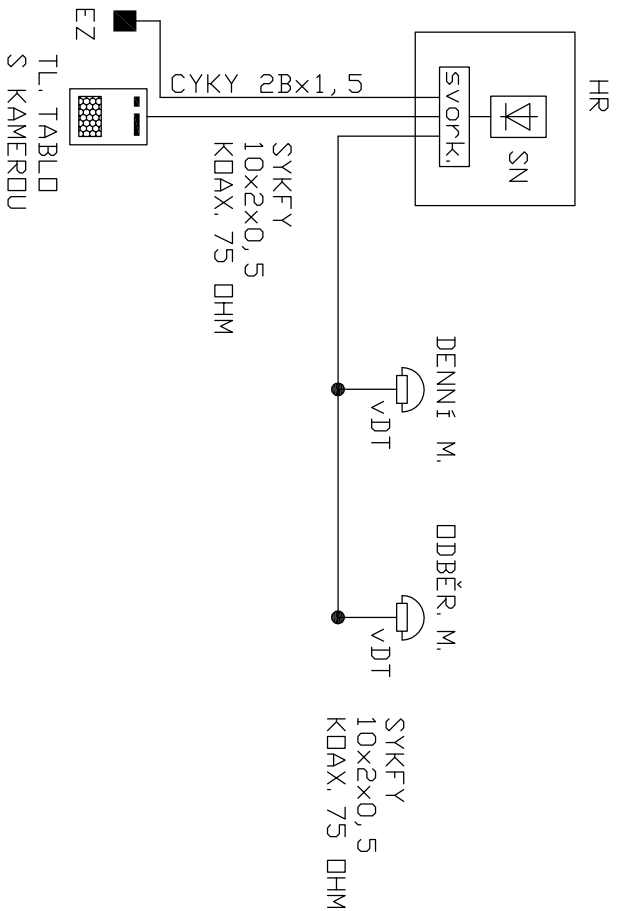 HR
SN
svork.
EZ
CYKY 2Bx1,5
TL. TABLO
S KAMEROU
SYKFY
10x2x0,5
KOAX. 75 OHM
DENNÍ M.
VDT
ODBĚR. M.
VDT
SYKFY
10x2x0,5
KOAX. 75 OHM